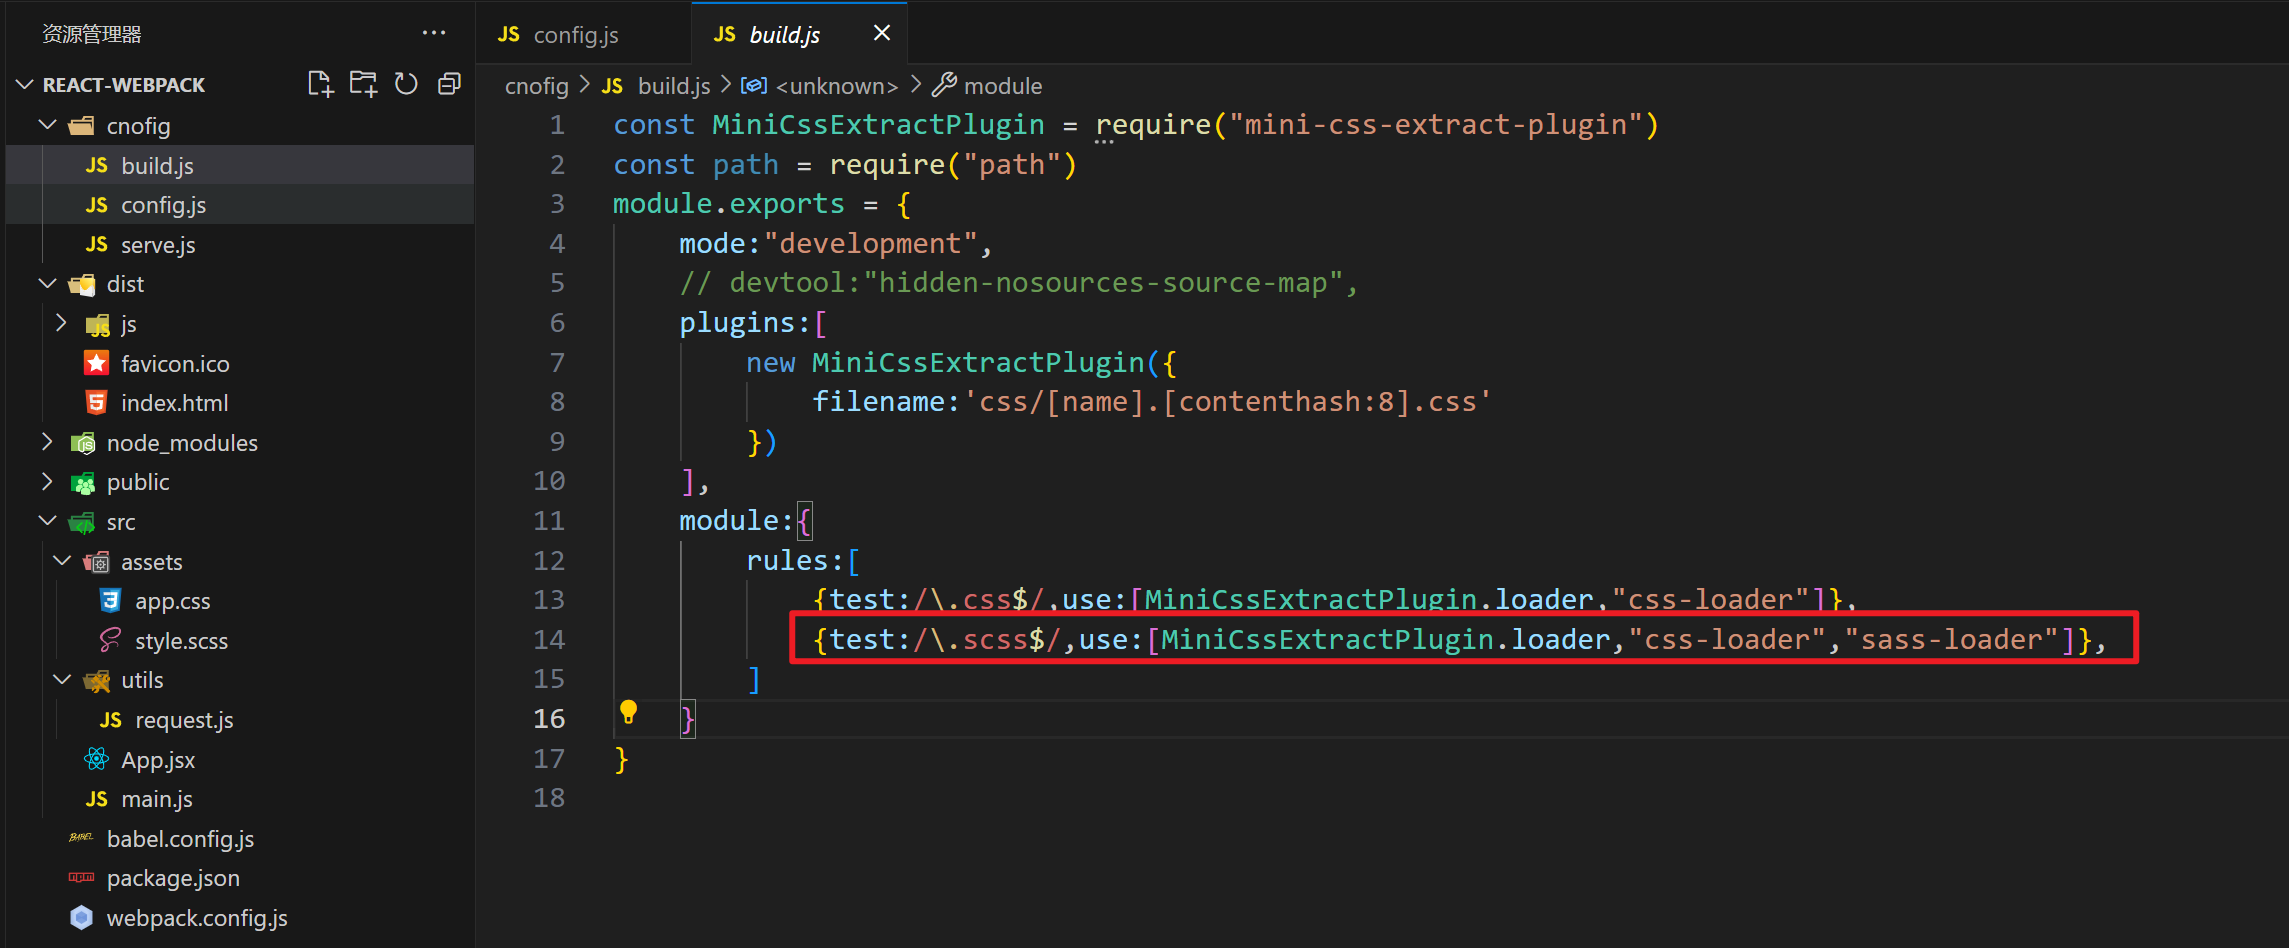 资源管理器
REACT-WEBPACK
cnofig
build.js
config.js
serve.js
dist
js
favicon.ico
index.html
node_modules
public
src
assets
app.css
style.scss
utils
request.js
App.jsx
main.js
babel.config.js
package.json
webpack.config.js
JS config.js JS build.js
cnofig > JS build.js > <unknown> > module
1 const MiniCssExtractPlugin = require("mini-css-extract-plugin")
2 const path = require("path")
3 module.exports = {
4 mode:"development",
5 // devtool:"hidden-nosources-source-map",
6 plugins:[
7 new MiniCssExtractPlugin({
8 filename:'css/[name].[contenthash:8].css'
9 })
10 ],
11 module:{
12 rules:[
13 {test:/\.css$/,use:[MiniCssExtractPlugin.loader,"css-loader"]},
14 {test:/\.scss$/,use:[MiniCssExtractPlugin.loader,"css-loader","sass-loader"]},
15 ]
16 }
17 }
18